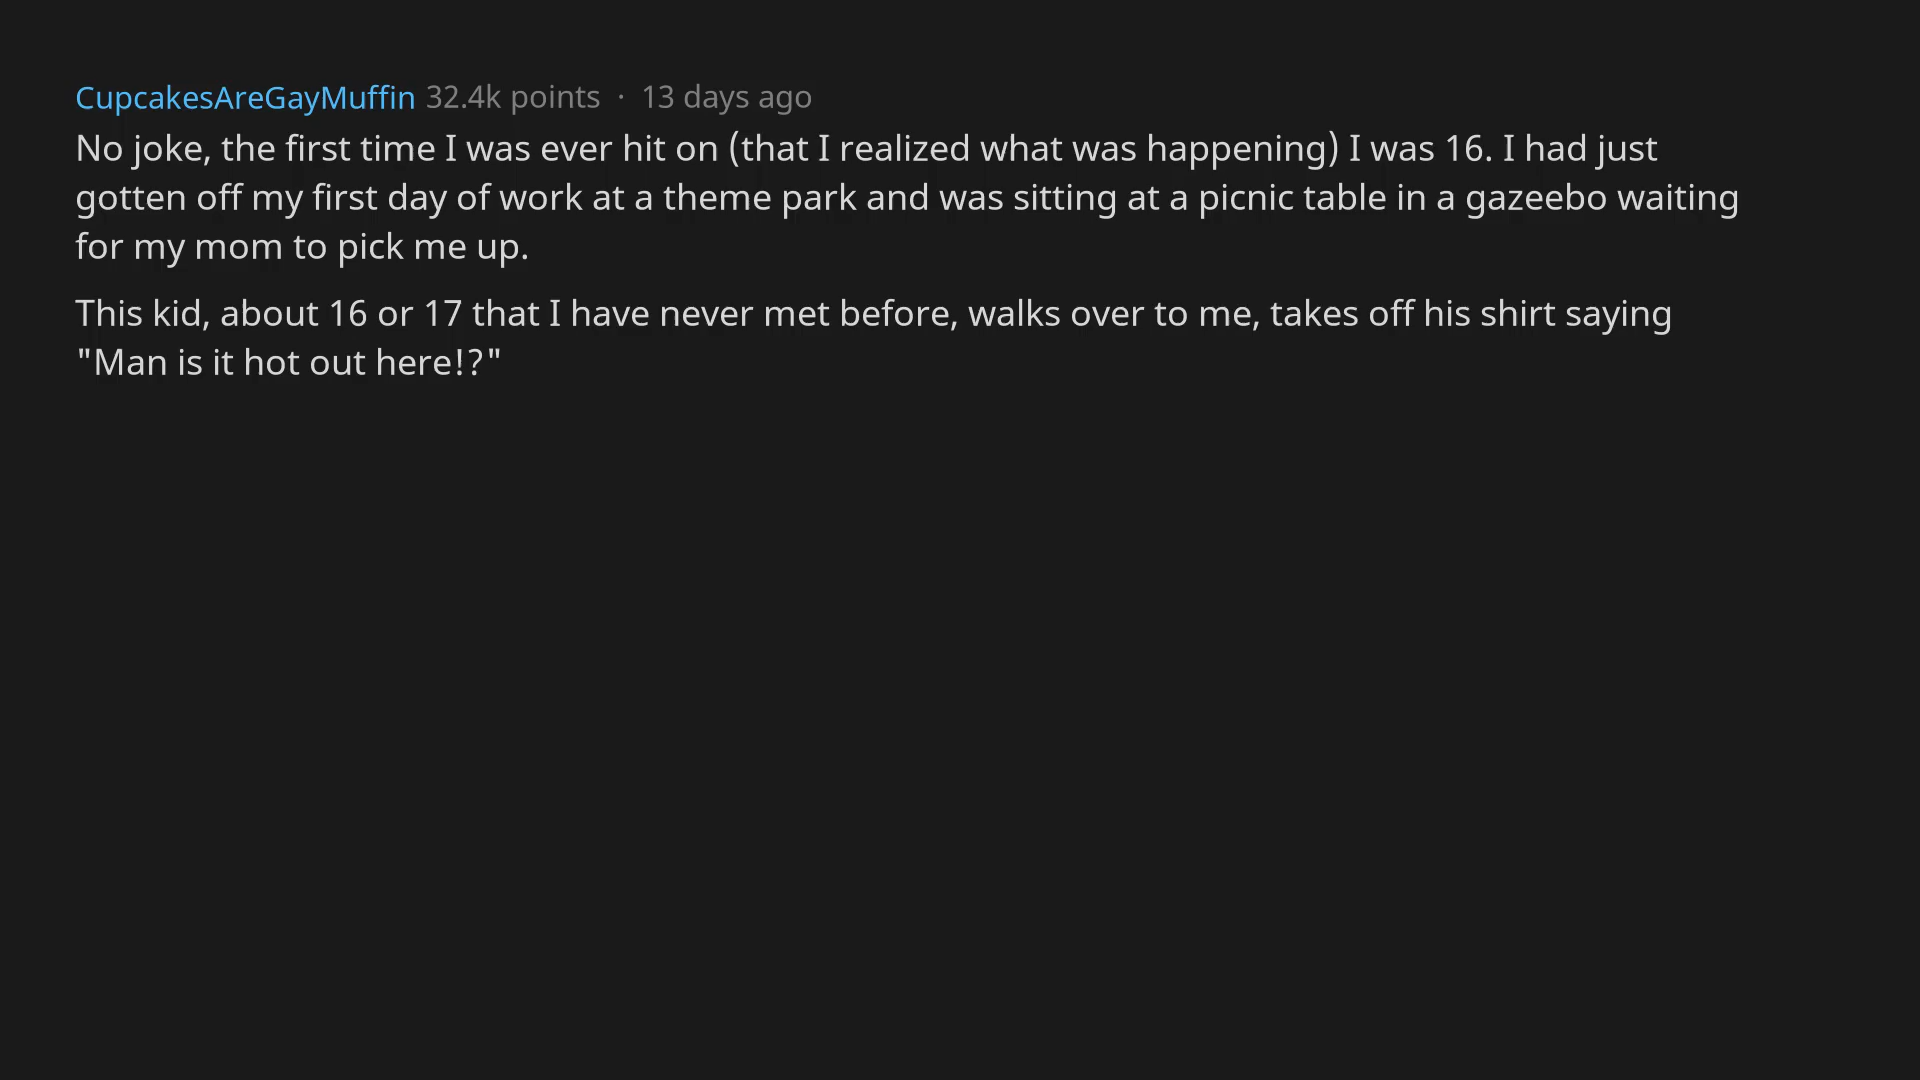 CupcakesAreGayMuffin 32.4k points · 13 days ago
No joke, the first time I was ever hit on (that I realized what was happening) I was 16. I had just
gotten off my first day of work at a theme park and was sitting at a picnic table in a gazeebo waiting
for my mom to pick me up.
This kid, about 16 or 17 that I have never met before, walks over to me, takes off his shirt saying
"Man is it hot out here!?"